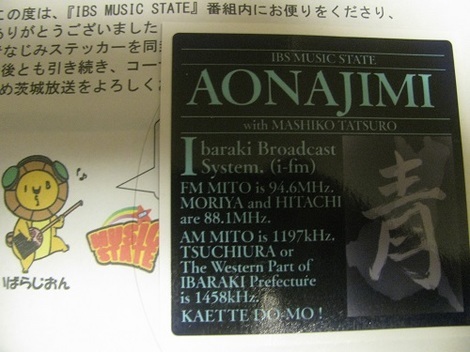 この度は、『IBS MUSIC STATE』番組内にお便りをくださり、
ありがとうございました
なじみステッカーを同
後とも引き続き、コー
め茨城放送をよろしく
MUSIC
STATE
いばらじおん
IBS MUSIC STATE
AONAJIMI
with MASHIKO TATSURO
Ibaraki Broadcast
System. (i-fm)
FM MITO is 94.6MHz.
MORIYA and HITACHI
are 88.1MHz.
AM MITO is 1197kHz.
TSUCHIURA or
The Western Part of
IBARAKI Prefecture
is 1458kHz.
KAETTE DO-MO !
青